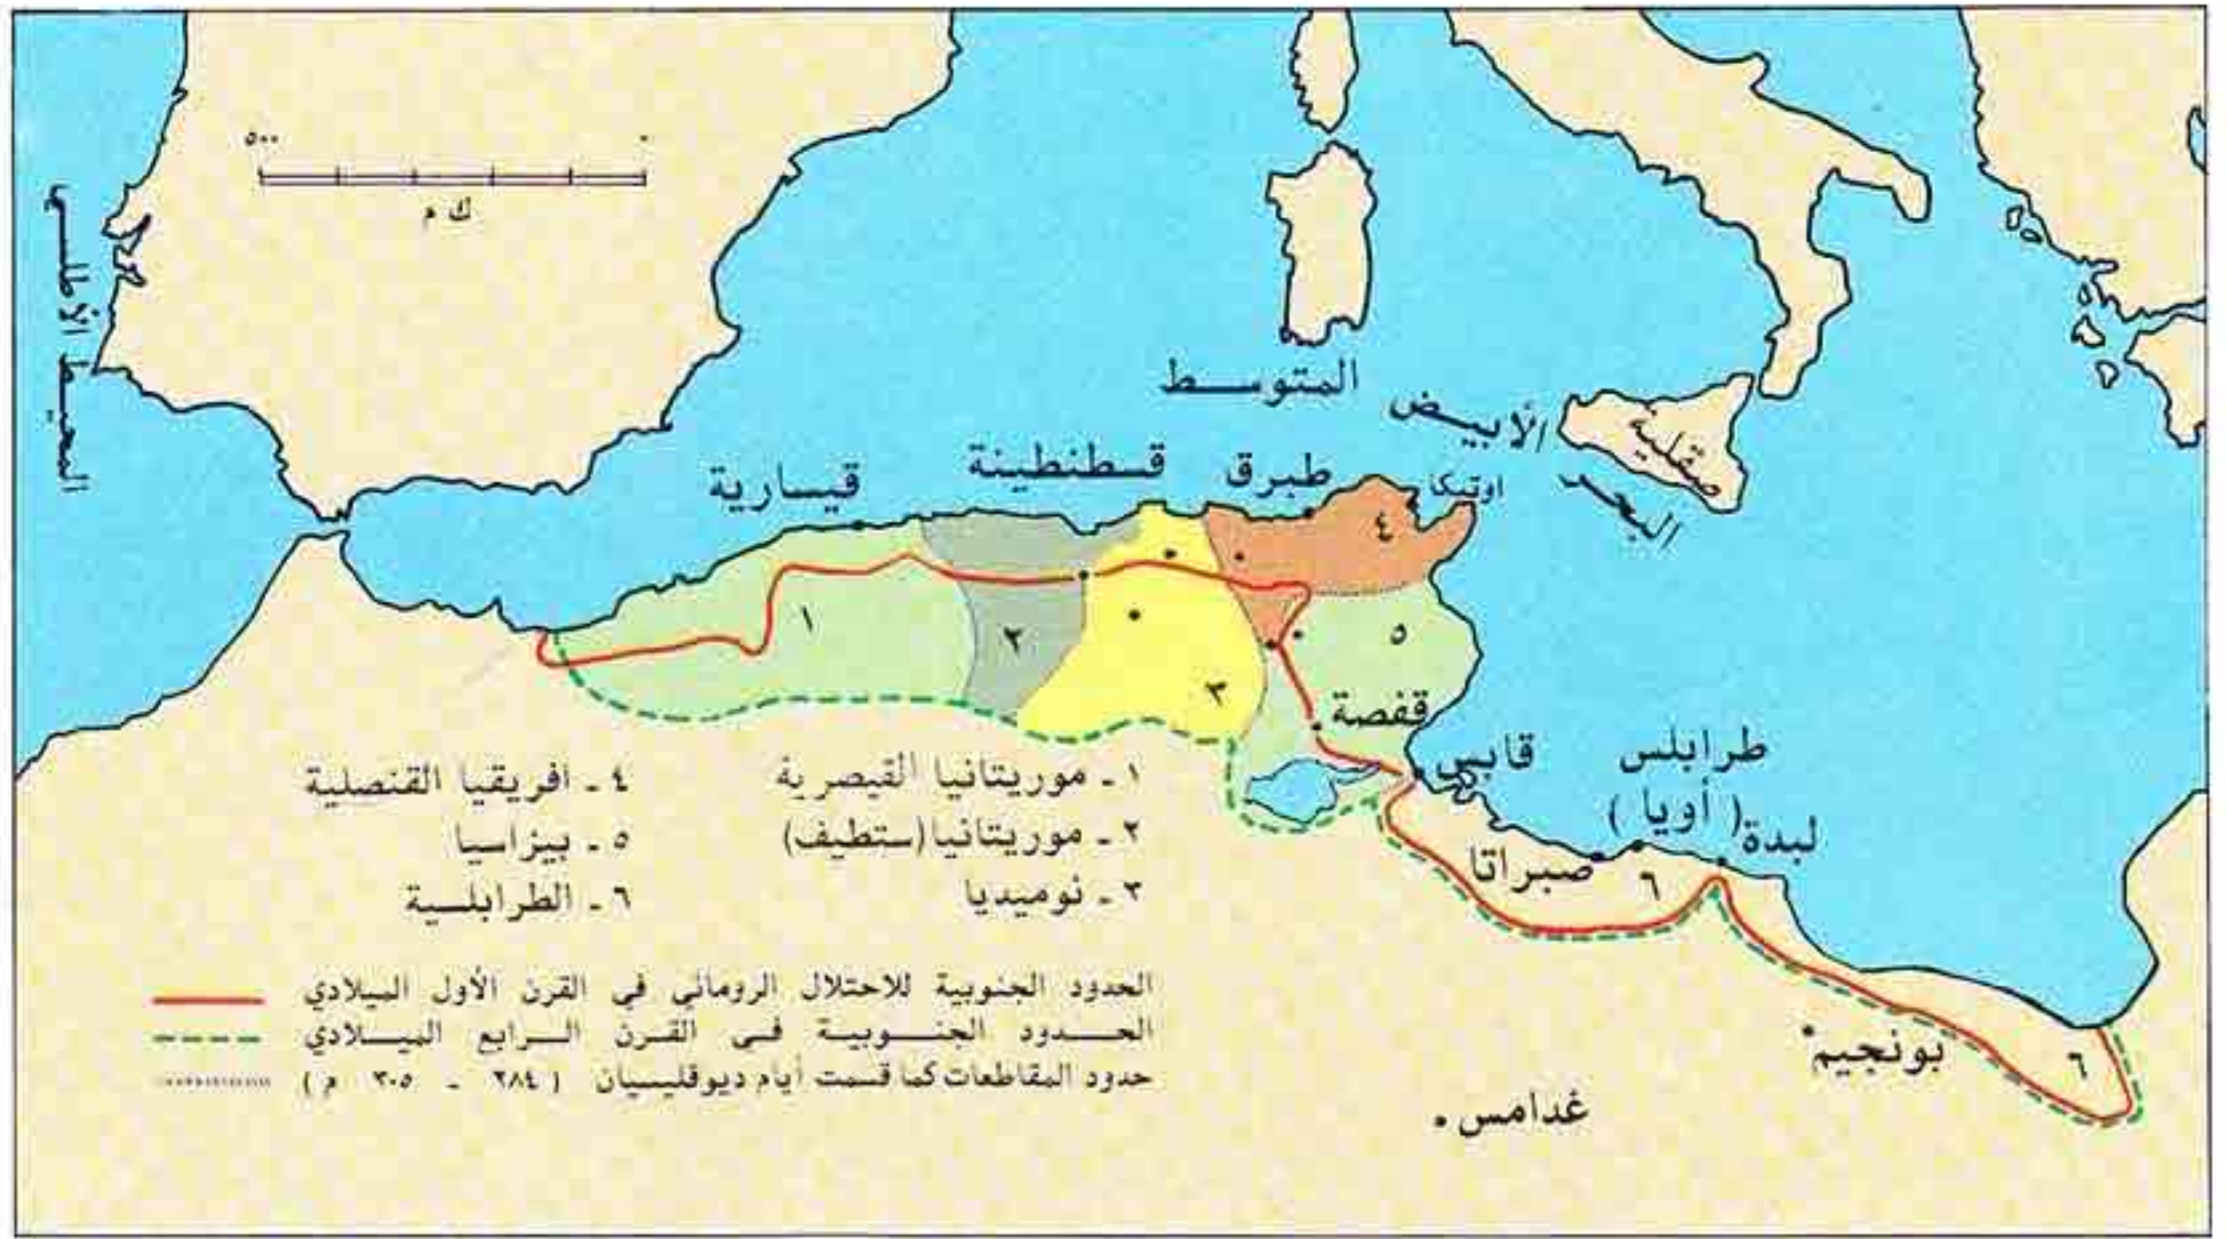 ٥٠٠ ٠
ك م
المحيط الأطلسي
المتوسط
الأبيض
البحر
صقلية
قيسارية
قطنطينة
طبرق
اوتيكا
٤
١
٢
٣
٥
قفصة
قابس
طرابلس
(أويا)
لبدة
صبراتا
٦
بونجيم
٦
غدامس
١ - موريتانيا القيصرية
٢ - موريتانيا (ستطيف)
٣ - نوميديا
٤ - افريقيا القنصلية
٥ - بيزاسيا
٦ - الطرابلسية
الحدود الجنوبية للاحتلال الروماني في القرن الأول الميلادي
الحدود الجنوبية في القرن الرابع الميلادي
حدود المقاطعات كما قسمت أيام ديوقليسيان (٢٨٤ - ٣٠٥ م)